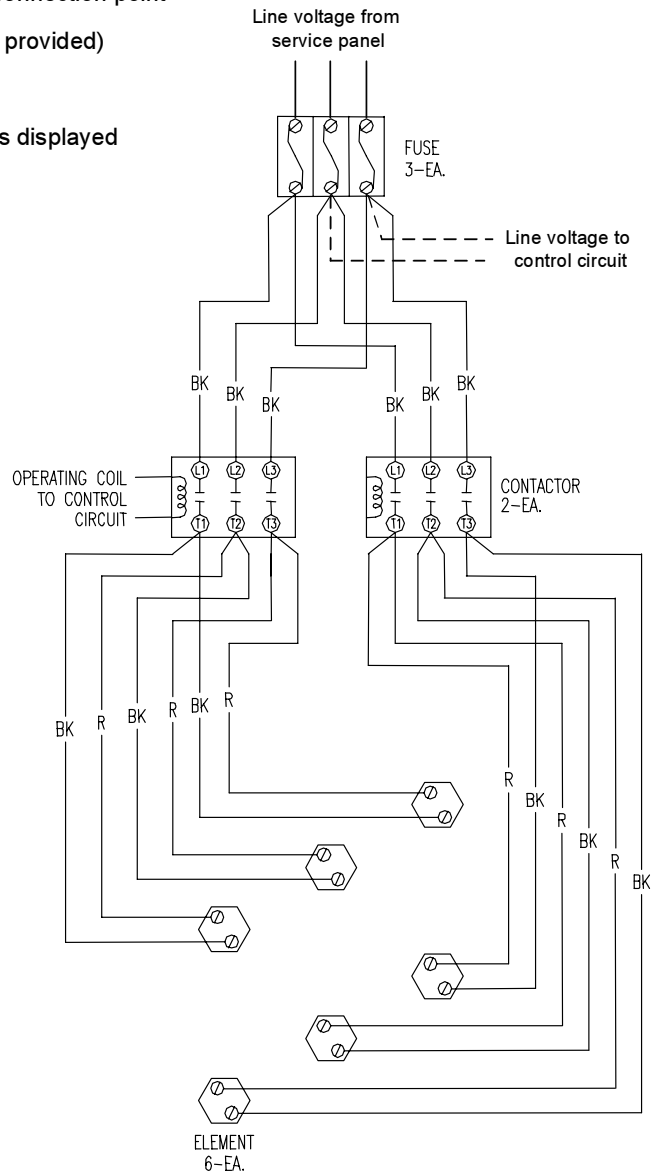 onnection point
provided)
s displayed
Line voltage from
service panel
FUSE
3-EA.
Line voltage to
control circuit
BK
BK
BK
BK
BK
BK
L1
L2
L3
L1
L2
L3
OPERATING COIL
TO CONTROL
CIRCUIT
CONTACTOR
2-EA.
T1
T2
T3
T1
T2
T3
BK
R
BK
R
BK
R
R
BK
R
BK
R
BK
ELEMENT
6-EA.